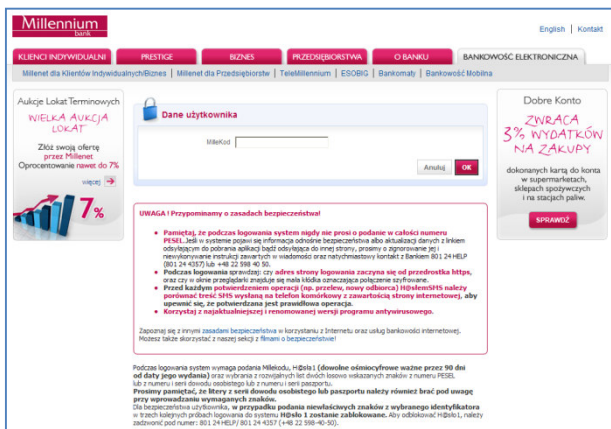 Millennium
bank
English | Kontakt
KLIENCI INDYWIDUALNI PRESTIGE BIZNES PRZEDSIĘBIORSTWA O BANKU BANKOWOŚĆ ELEKTRONICZNA
Millenet dla Klientów Indywidualnych/Biznes | Millenet dla Przedsiębiorstw | TeleMillennium | ESOBIG | Bankomaty | Bankowość Mobilna
Aukcje Lokat Terminowych
WIELKA AUKCJA
LOKAT
Złóż swoją ofertę
przez Millenet
Oprocentowanie nawet do 7%
więcej
7%
Dane użytkownika
MilleKod
Anuluj OK
Dobre Konto
ZWRACA
3% WYDATKÓW
NA ZAKUPY
dokonanych kartą do konta
w supermarketach,
sklepach spożywczych
i na stacjach paliw.
SPRAWDŹ
UWAGA ! Przypominamy o zasadach bezpieczeństwa!
• Pamiętaj, że podczas logowania system nigdy nie prosi o podanie w całości numeru
PESEL. Jeśli w systemie pojawi się informacja odnośnie bezpieczeństwa albo aktualizacji danych z linkiem
odsyłającym do pobrania aplikacji bądź odsyłająca do innej strony, prosimy o zignorowanie jej i
niewykonywanie instrukcji zawartych w wiadomości oraz natychmiastowy kontakt z Bankiem 801 24 HELP
(801 24 4357) lub +48 22 598 40 50.
• Podczas logowania sprawdzaj: czy adres strony logowania zaczyna się od przedrostka https,
oraz czy w oknie przeglądarki znajduje się mała kłódka oznaczająca połączenie szyfrowane.
• Przed każdym potwierdzeniem operacji (np. przelew, nowy odbiorca) H@słemSMS należy
porównać treść SMS wysłaną na telefon komórkowy z zawartością strony internetowej, aby
upewnić się, że potwierdzana jest prawidłowa operacja.
• Korzystaj z najaktualniejszej i renomowanej wersji programu antywirusowego.
Zapoznaj się z innymi zasadami bezpieczeństwa w korzystaniu z Internetu oraz usług bankowości internetowej.
Możesz także skorzystać z naszej sekcji z filmami o bezpieczeństwie!
Podczas logowania system wymaga podania Millekodu, H@sła1 (dowolne ośmiocyfrowe ważne przez 90 dni
od daty jego wydania) oraz wybrania z rozwijalnych list dwóch losowo wskazanych znaków z numeru PESEL
lub z numeru i serii dowodu osobistego lub z numeru i serii paszportu.
Prosimy pamiętać, że litery z serii dowodu osobistego lub paszportu należy również brać pod uwagę
przy wprowadzaniu wymaganych znaków.
Dla bezpieczeństwa użytkownika, w przypadku podania niewłaściwych znaków z wybranego identyfikatora
w trzech kolejnych próbach logowania do systemu H@sło 1 zostanie zablokowane. Aby odblokować H@sło1, należy
zadzwonić pod numer: 801 24 HELP/ 801 24 4357 (+48 22 598-40-50).